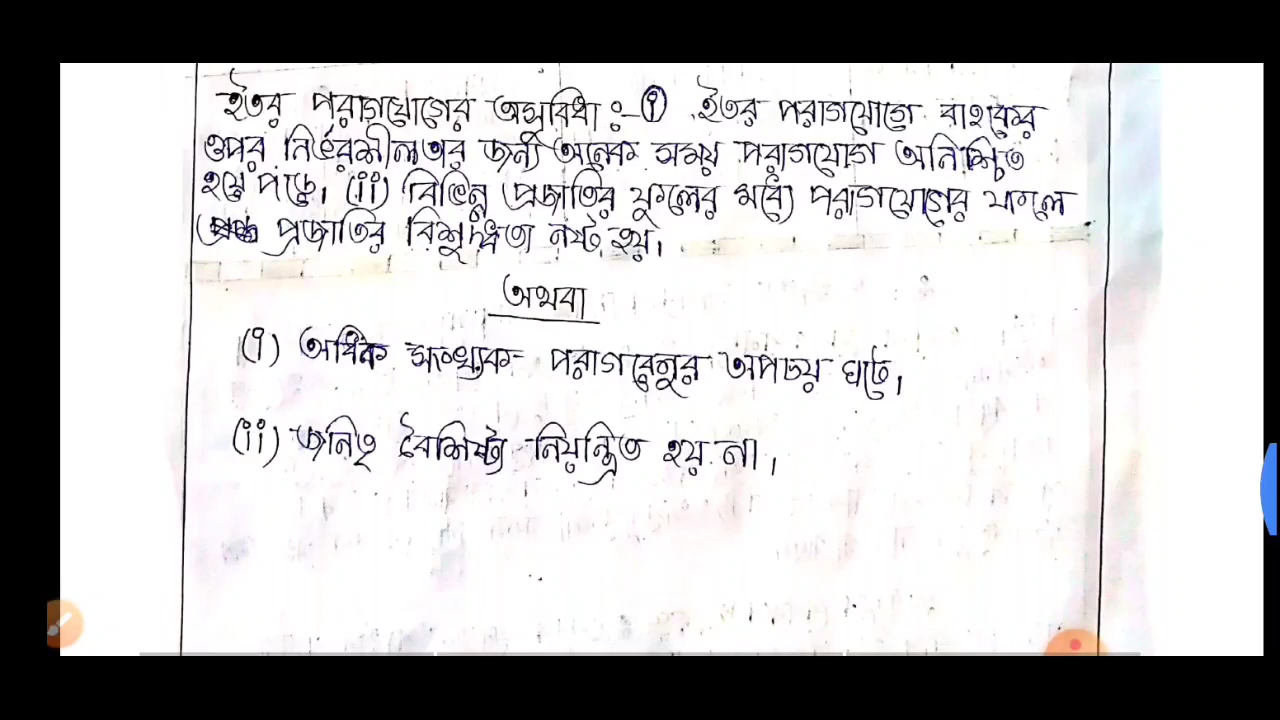 ইতর পরাগযোগের অসুবিধা :- (i) ইতর পরাগযোগে বাহকের
ওপর নির্ভরশীলতার জন্য অনেক সময় পরাগযোগ অনিশ্চিত
হয়ে পড়ে। (ii) বিভিন্ন প্রজাতির ফুলের মধ্যে পরাগযোগের ফলে
প্রজাতির বিশুদ্ধতা নষ্ট হয়।
অথবা
(i) অধিক সংখ্যক পরাগরেনুর অপচয় ঘটে।
(ii) জনিতৃ বৈশিষ্ট্য নিয়ন্ত্রিত হয় না।